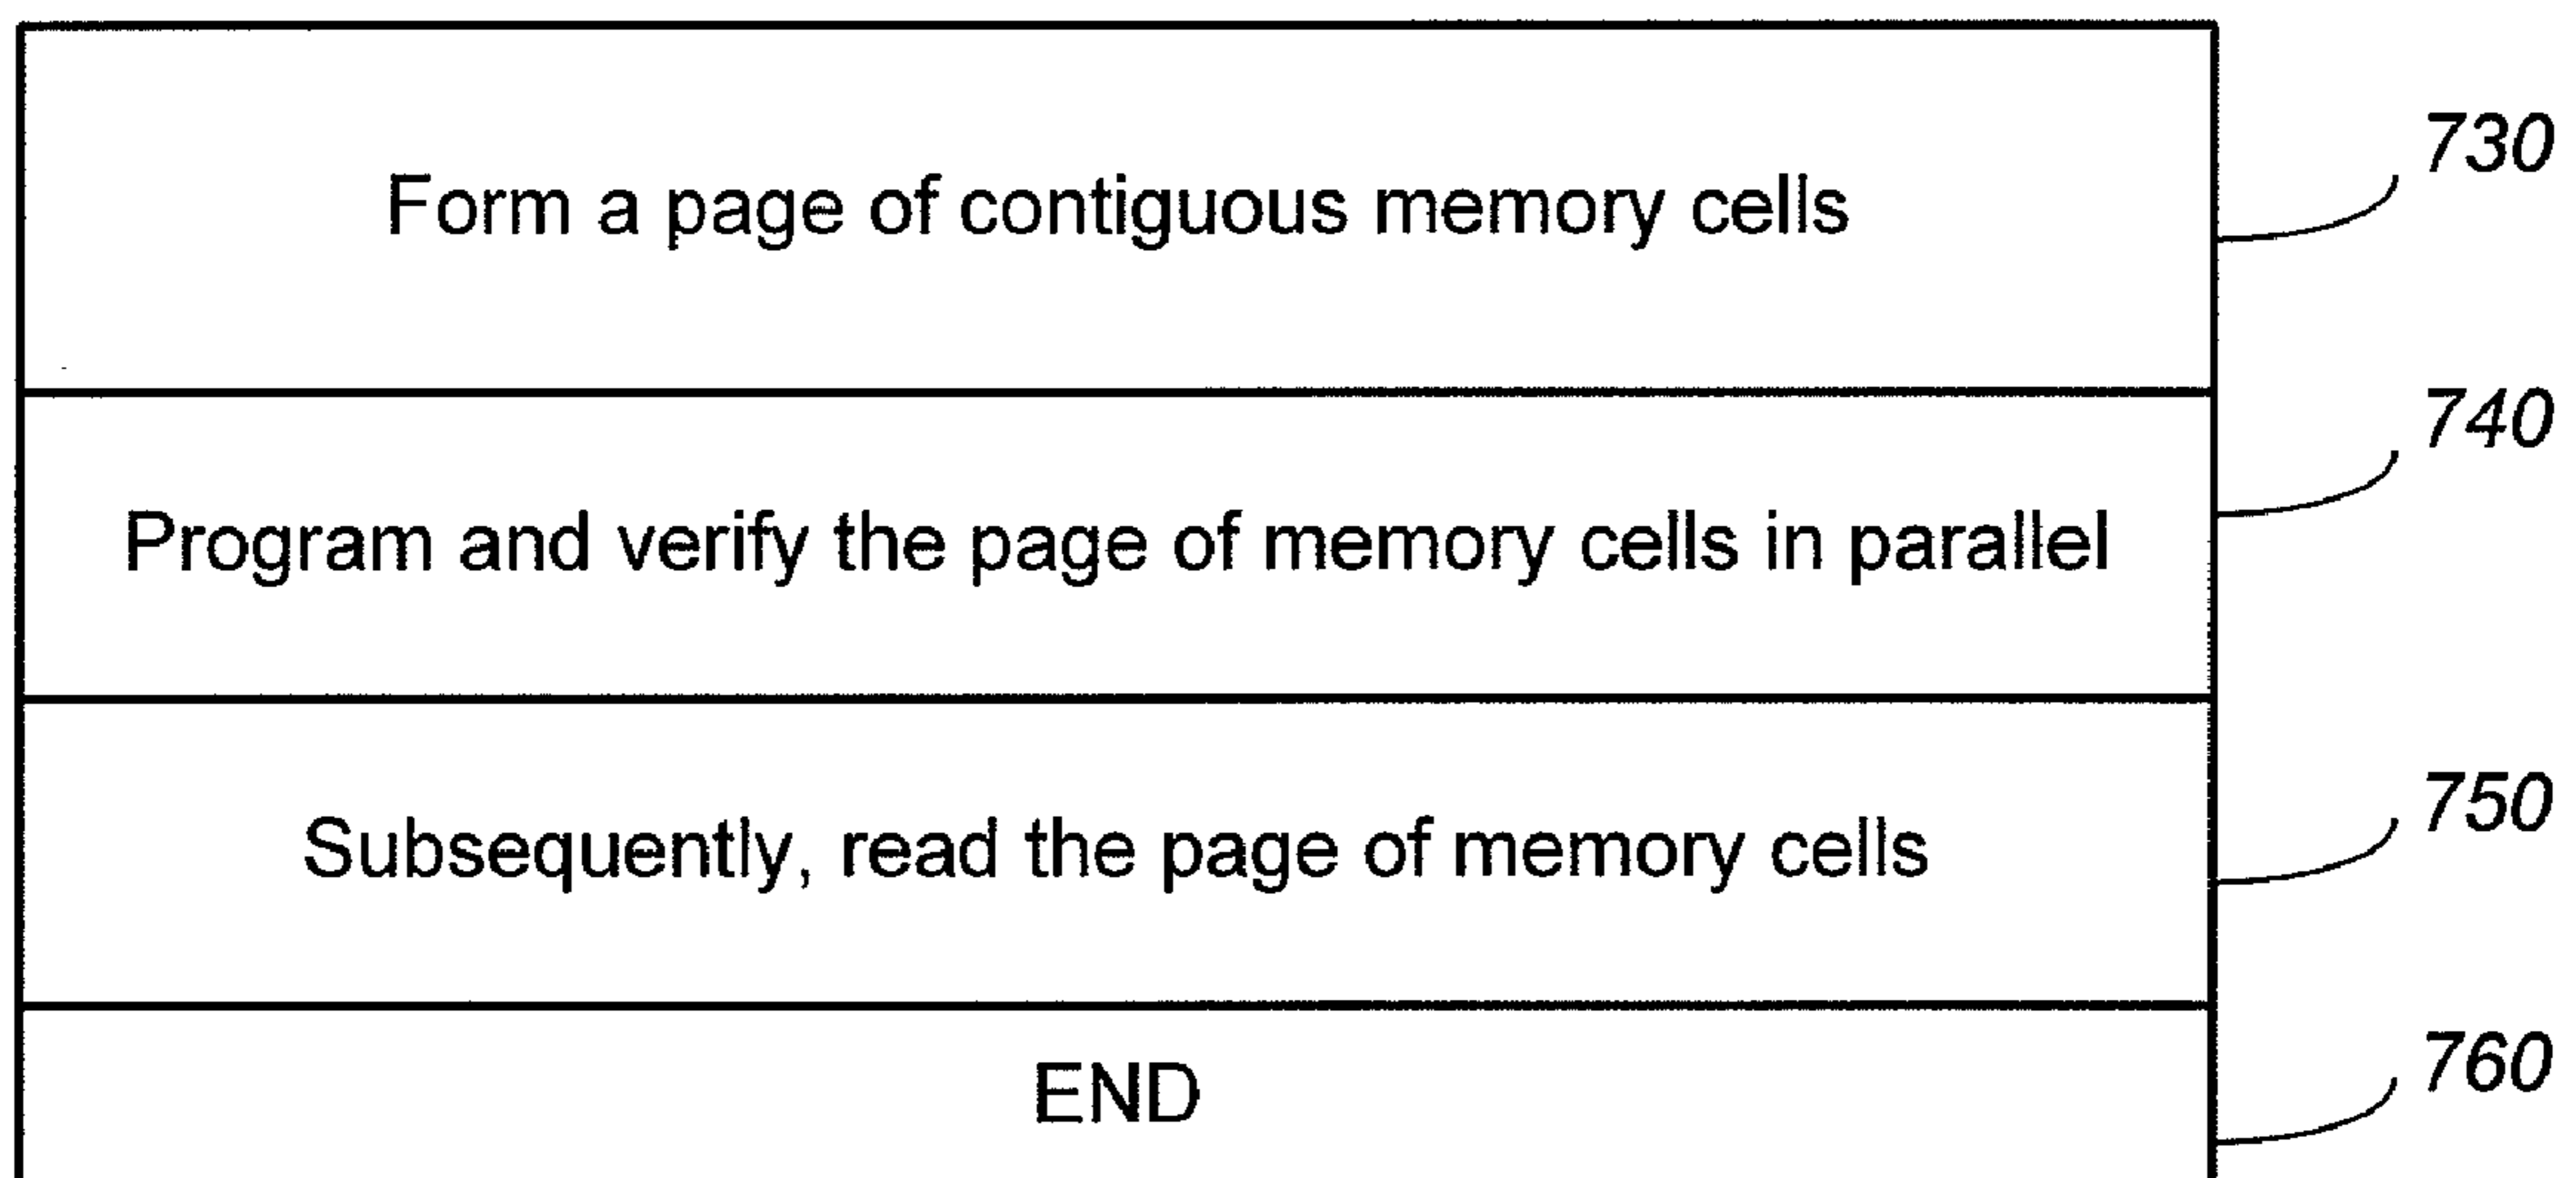 Form a page of contiguous memory cells
730
Program and verify the page of memory cells in parallel
740
Subsequently, read the page of memory cells
750
END
760